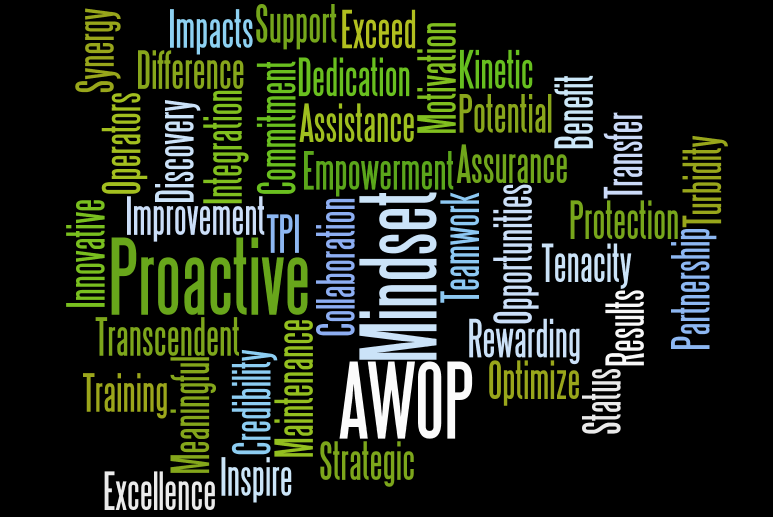 Synergy
Impacts
Support
Exceed
Difference
Dedication
Motivation
Kinetic
Operators
Discovery
Integration
Commitment
Assistance
Potential
Benefit
Transfer
Turbidity
Empowerment
Assurance
Innovative
Improvement
TPI
Collaboration
Mindset
Teamwork
Opportunities
Protection
Partnership
Proactive
Tenacity
Transcendent
Maintenance
Rewarding
Results
Training
Meaningful
Credibility
AWOP
Optimize
Status
Strategic
Excellence
Inspire